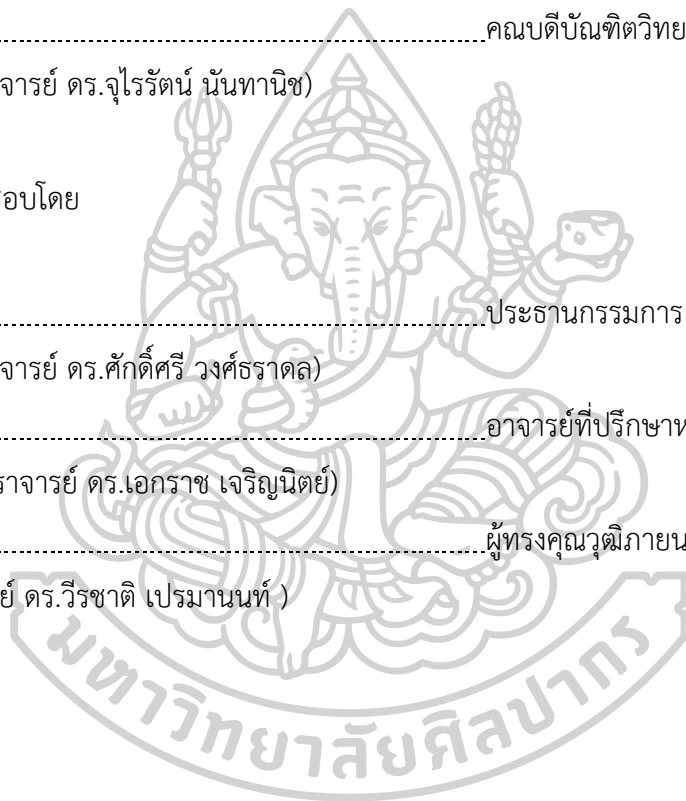 คณบดีบัณฑิตวิทย
จารย์ ดร.จุไรรัตน์ นันทานิช)
อบโดย
ประธานกรรมการ
จารย์ ดร.ศักดิ์ศรี วงศ์ธราดล)
อาจารย์ที่ปรึกษาห
ราจารย์ ดร.เอกราช เจริญนิตย์)
ผู้ทรงคุณวุฒิภายน
ย์ ดร.วีรชาติ เปรมานนท์ )
มหาวิทยาลัยศิลปากร